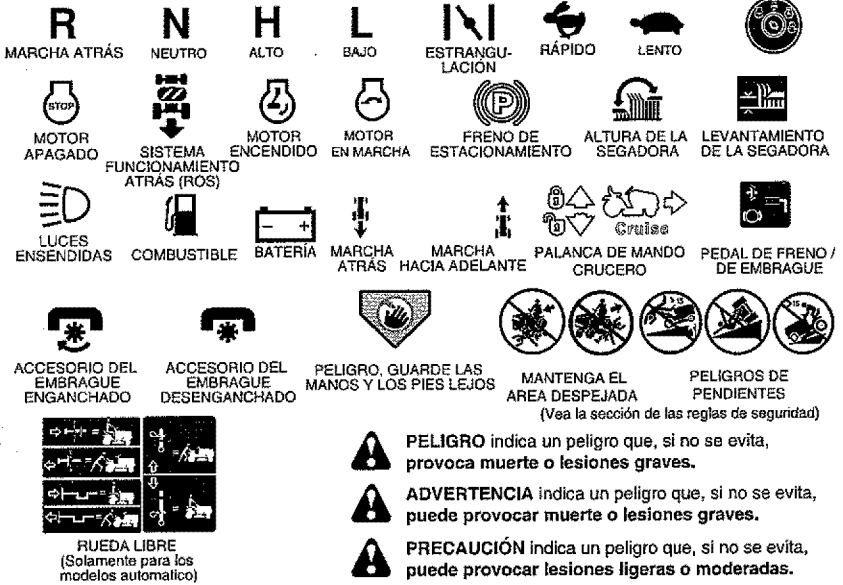 R N H L
MARCHA ATRÁS NEUTRO ALTO BAJO ESTRANGU-
LACIÓN RÁPIDO LENTO
STOP
P
MOTOR
APAGADO
SISTEMA
FUNCIONAMIENTO
ATRÁS (ROS)
MOTOR
ENCENDIDO
MOTOR
EN MARCHA
FRENO DE
ESTACIONAMIENTO
ALTURA DE LA
SEGADORA
LEVANTAMIENTO
DE LA SEGADORA
Cruise
LUCES
ENSENDIDAS
COMBUSTIBLE
- +
BATERÍA
MARCHA
ATRÁS
MARCHA
HACIA ADELANTE
PALANCA DE MANDO
CRUCERO
PEDAL DE FRENO /
DE EMBRAGUE
15
15
ACCESORIO DEL
EMBRAGUE
ENGANCHADO
ACCESORIO DEL
EMBRAGUE
DESENGANCHADO
PELIGRO, GUARDE LAS
MANOS Y LOS PIES LEJOS
MANTENGA EL
AREA DESPEJADA
PELIGROS DE
PENDIENTES
(Vea la sección de las reglas de seguridad)
RUEDA LIBRE
(Solamente para los
modelos automatico)
PELIGRO indica un peligro que, si no se evita,
provoca muerte o lesiones graves.
ADVERTENCIA indica un peligro que, si no se evita,
puede provocar muerte o lesiones graves.
PRECAUCIÓN indica un peligro que, si no se evita,
puede provocar lesiones ligeras o moderadas.